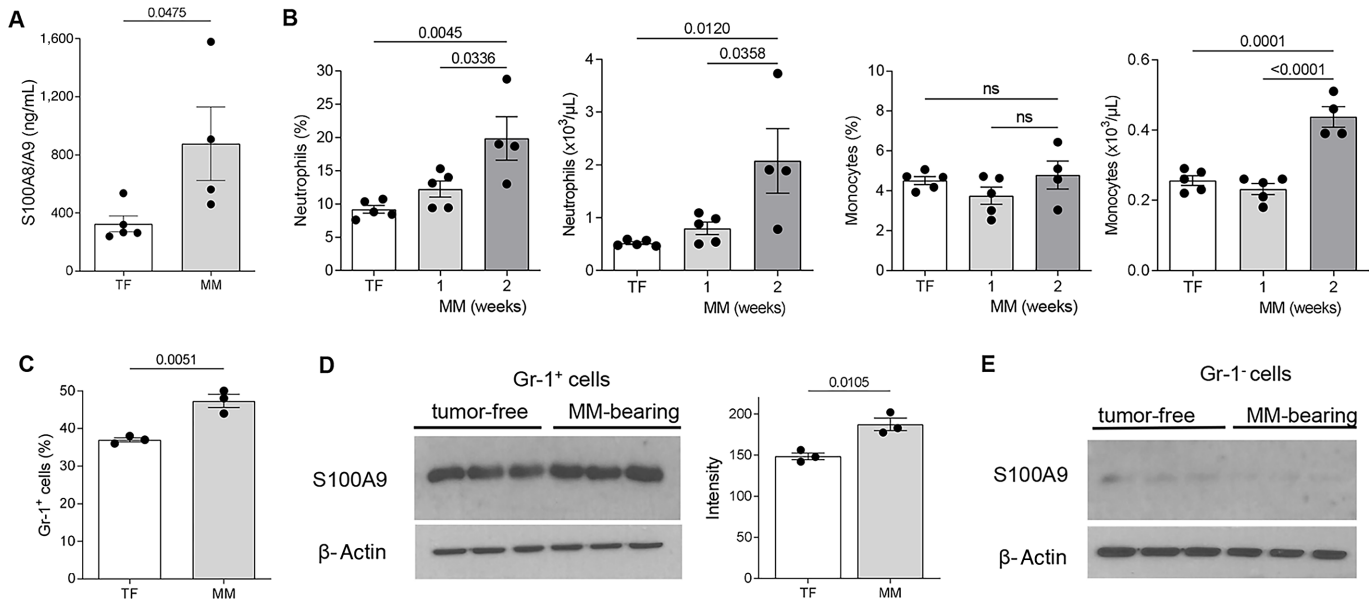 A
0.0475
S100A8/A9 (ng/mL)
1,600
1,200
800
400
0
TF MM
B
0.0045
0.0336
Neutrophils (%)
30
25
20
15
10
5
0
TF 1 2
MM (weeks)
0.0120
0.0358
Neutrophils (x10³/µL)
4
3
2
1
0
TF 1 2
MM (weeks)
ns
ns
Monocytes (%)
10
8
6
4
2
0
TF 1 2
MM (weeks)
0.0001
<0.0001
Monocytes (x10³/µL)
0.6
0.4
0.2
0.0
TF 1 2
MM (weeks)
C
0.0051
Gr-1⁺ cells (%)
50
40
30
20
10
0
TF MM
D
Gr-1⁺ cells
tumor-free MM-bearing
S100A9
β-Actin
0.0105
Intensity
200
150
100
50
0
TF MM
E
Gr-1⁻ cells
tumor-free MM-bearing
S100A9
β-Actin